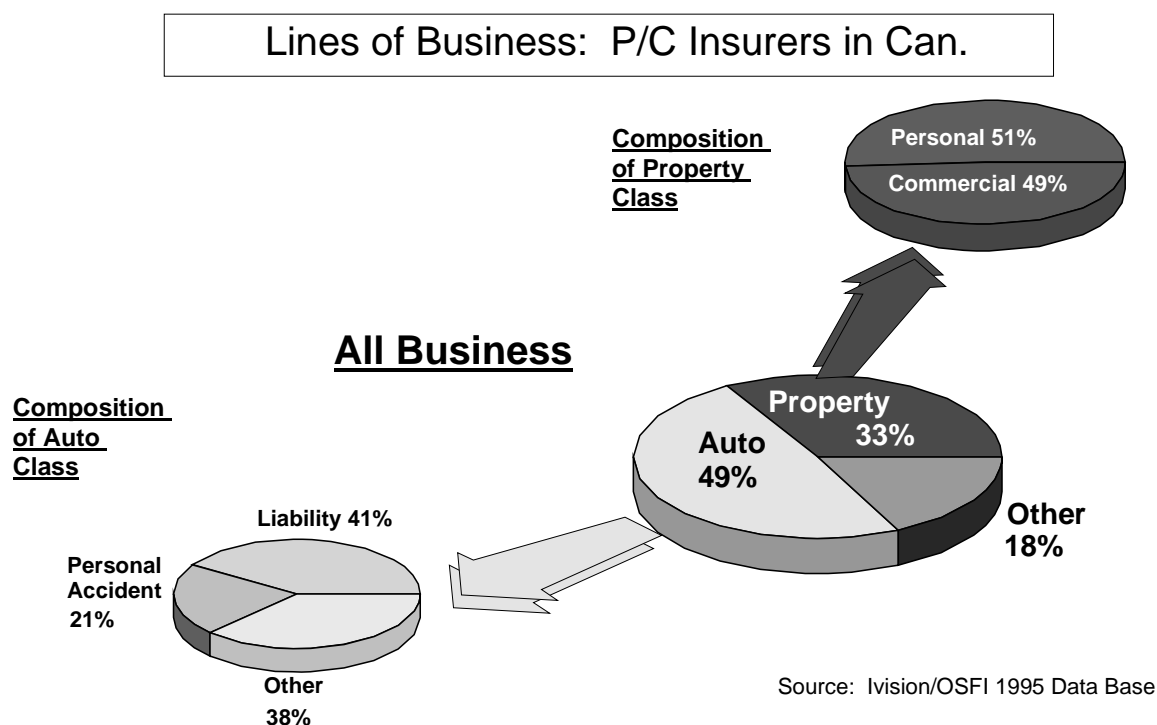 Lines of Business:  P/C Insurers in Can.
Composition
of Property
Class
Personal 51%
Commercial 49%
All Business
Property
33%
Auto
49%
Other
18%
Composition
of Auto
Class
Liability 41%
Personal
Accident
21%
Other
38%
Source:  Ivision/OSFI 1995 Data Base